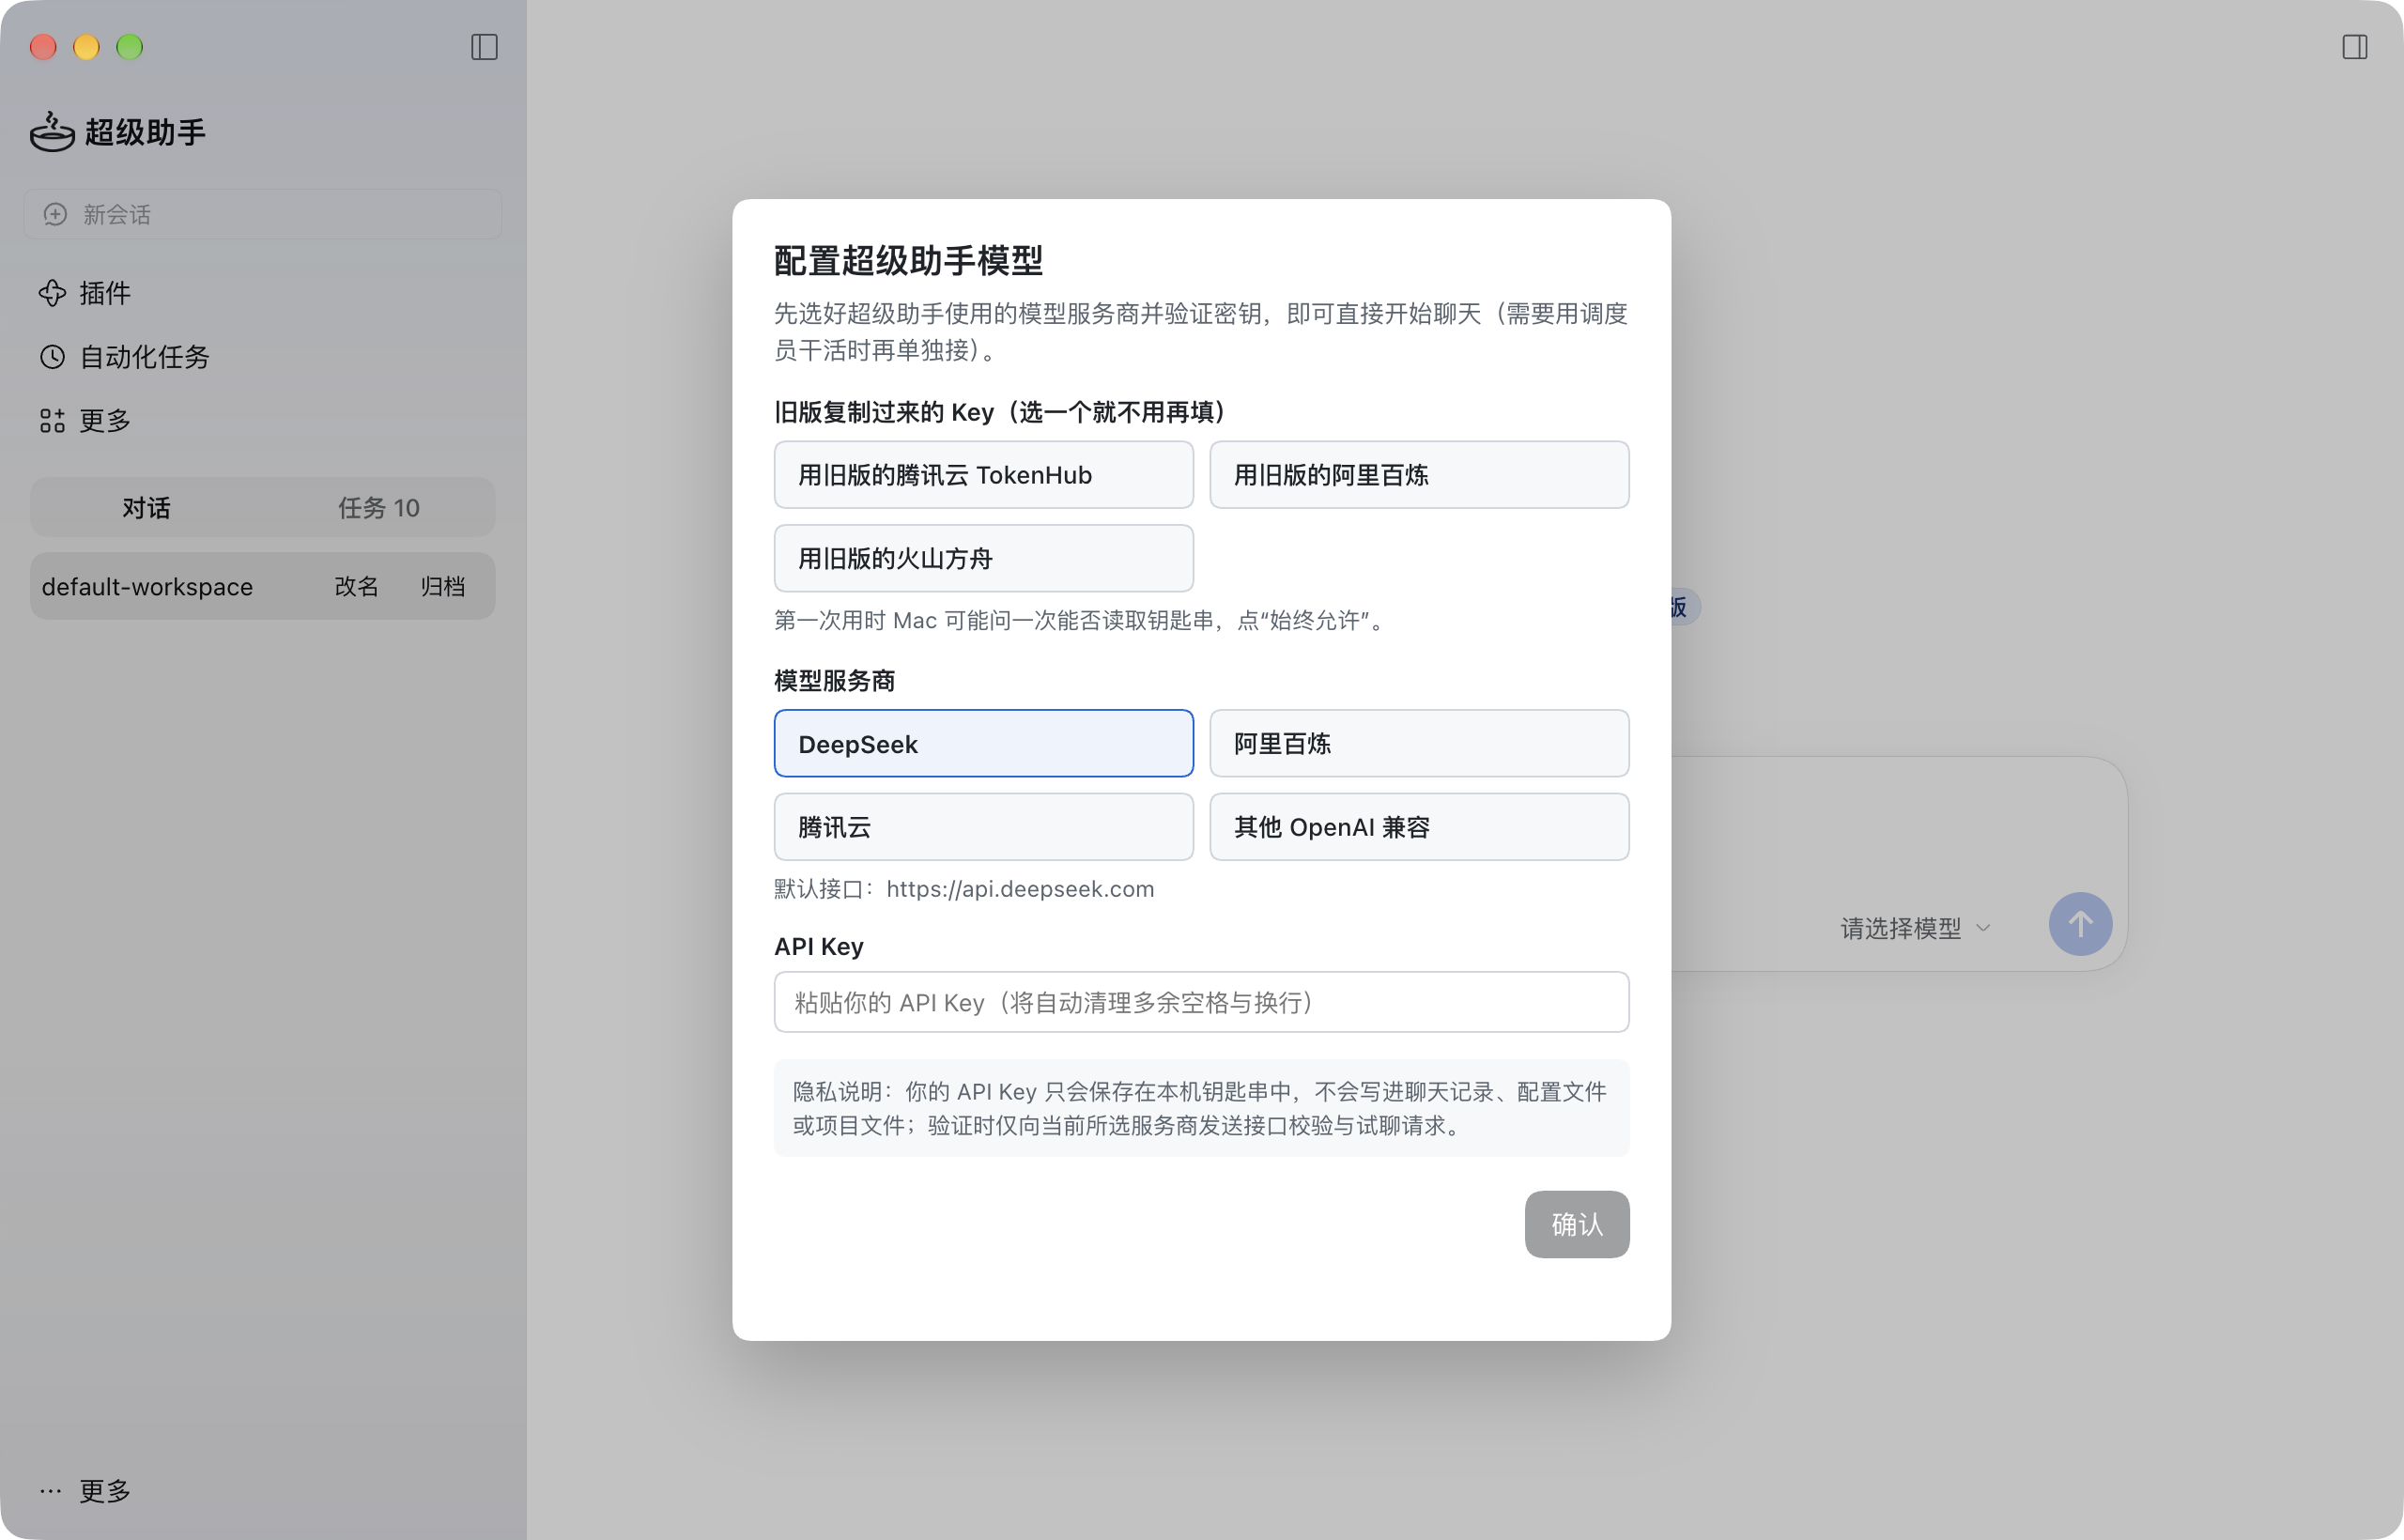 超级助手
新会话
插件
自动化任务
更多
对话
任务 10
default-workspace
改名
归档
更多
配置超级助手模型
先选好超级助手使用的模型服务商并验证密钥，即可直接开始聊天（需要用调度
员干活时再单独接）。
旧版复制过来的 Key（选一个就不用再填）
用旧版的腾讯云 TokenHub
用旧版的阿里百炼
用旧版的火山方舟
第一次用时 Mac 可能问一次能否读取钥匙串，点“始终允许”。
模型服务商
DeepSeek
阿里百炼
腾讯云
其他 OpenAI 兼容
默认接口：https://api.deepseek.com
API Key
粘贴你的 API Key（将自动清理多余空格与换行）
隐私说明：你的 API Key 只会保存在本机钥匙串中，不会写进聊天记录、配置文件
或项目文件；验证时仅向当前所选服务商发送接口校验与试聊请求。
确认
版
请选择模型